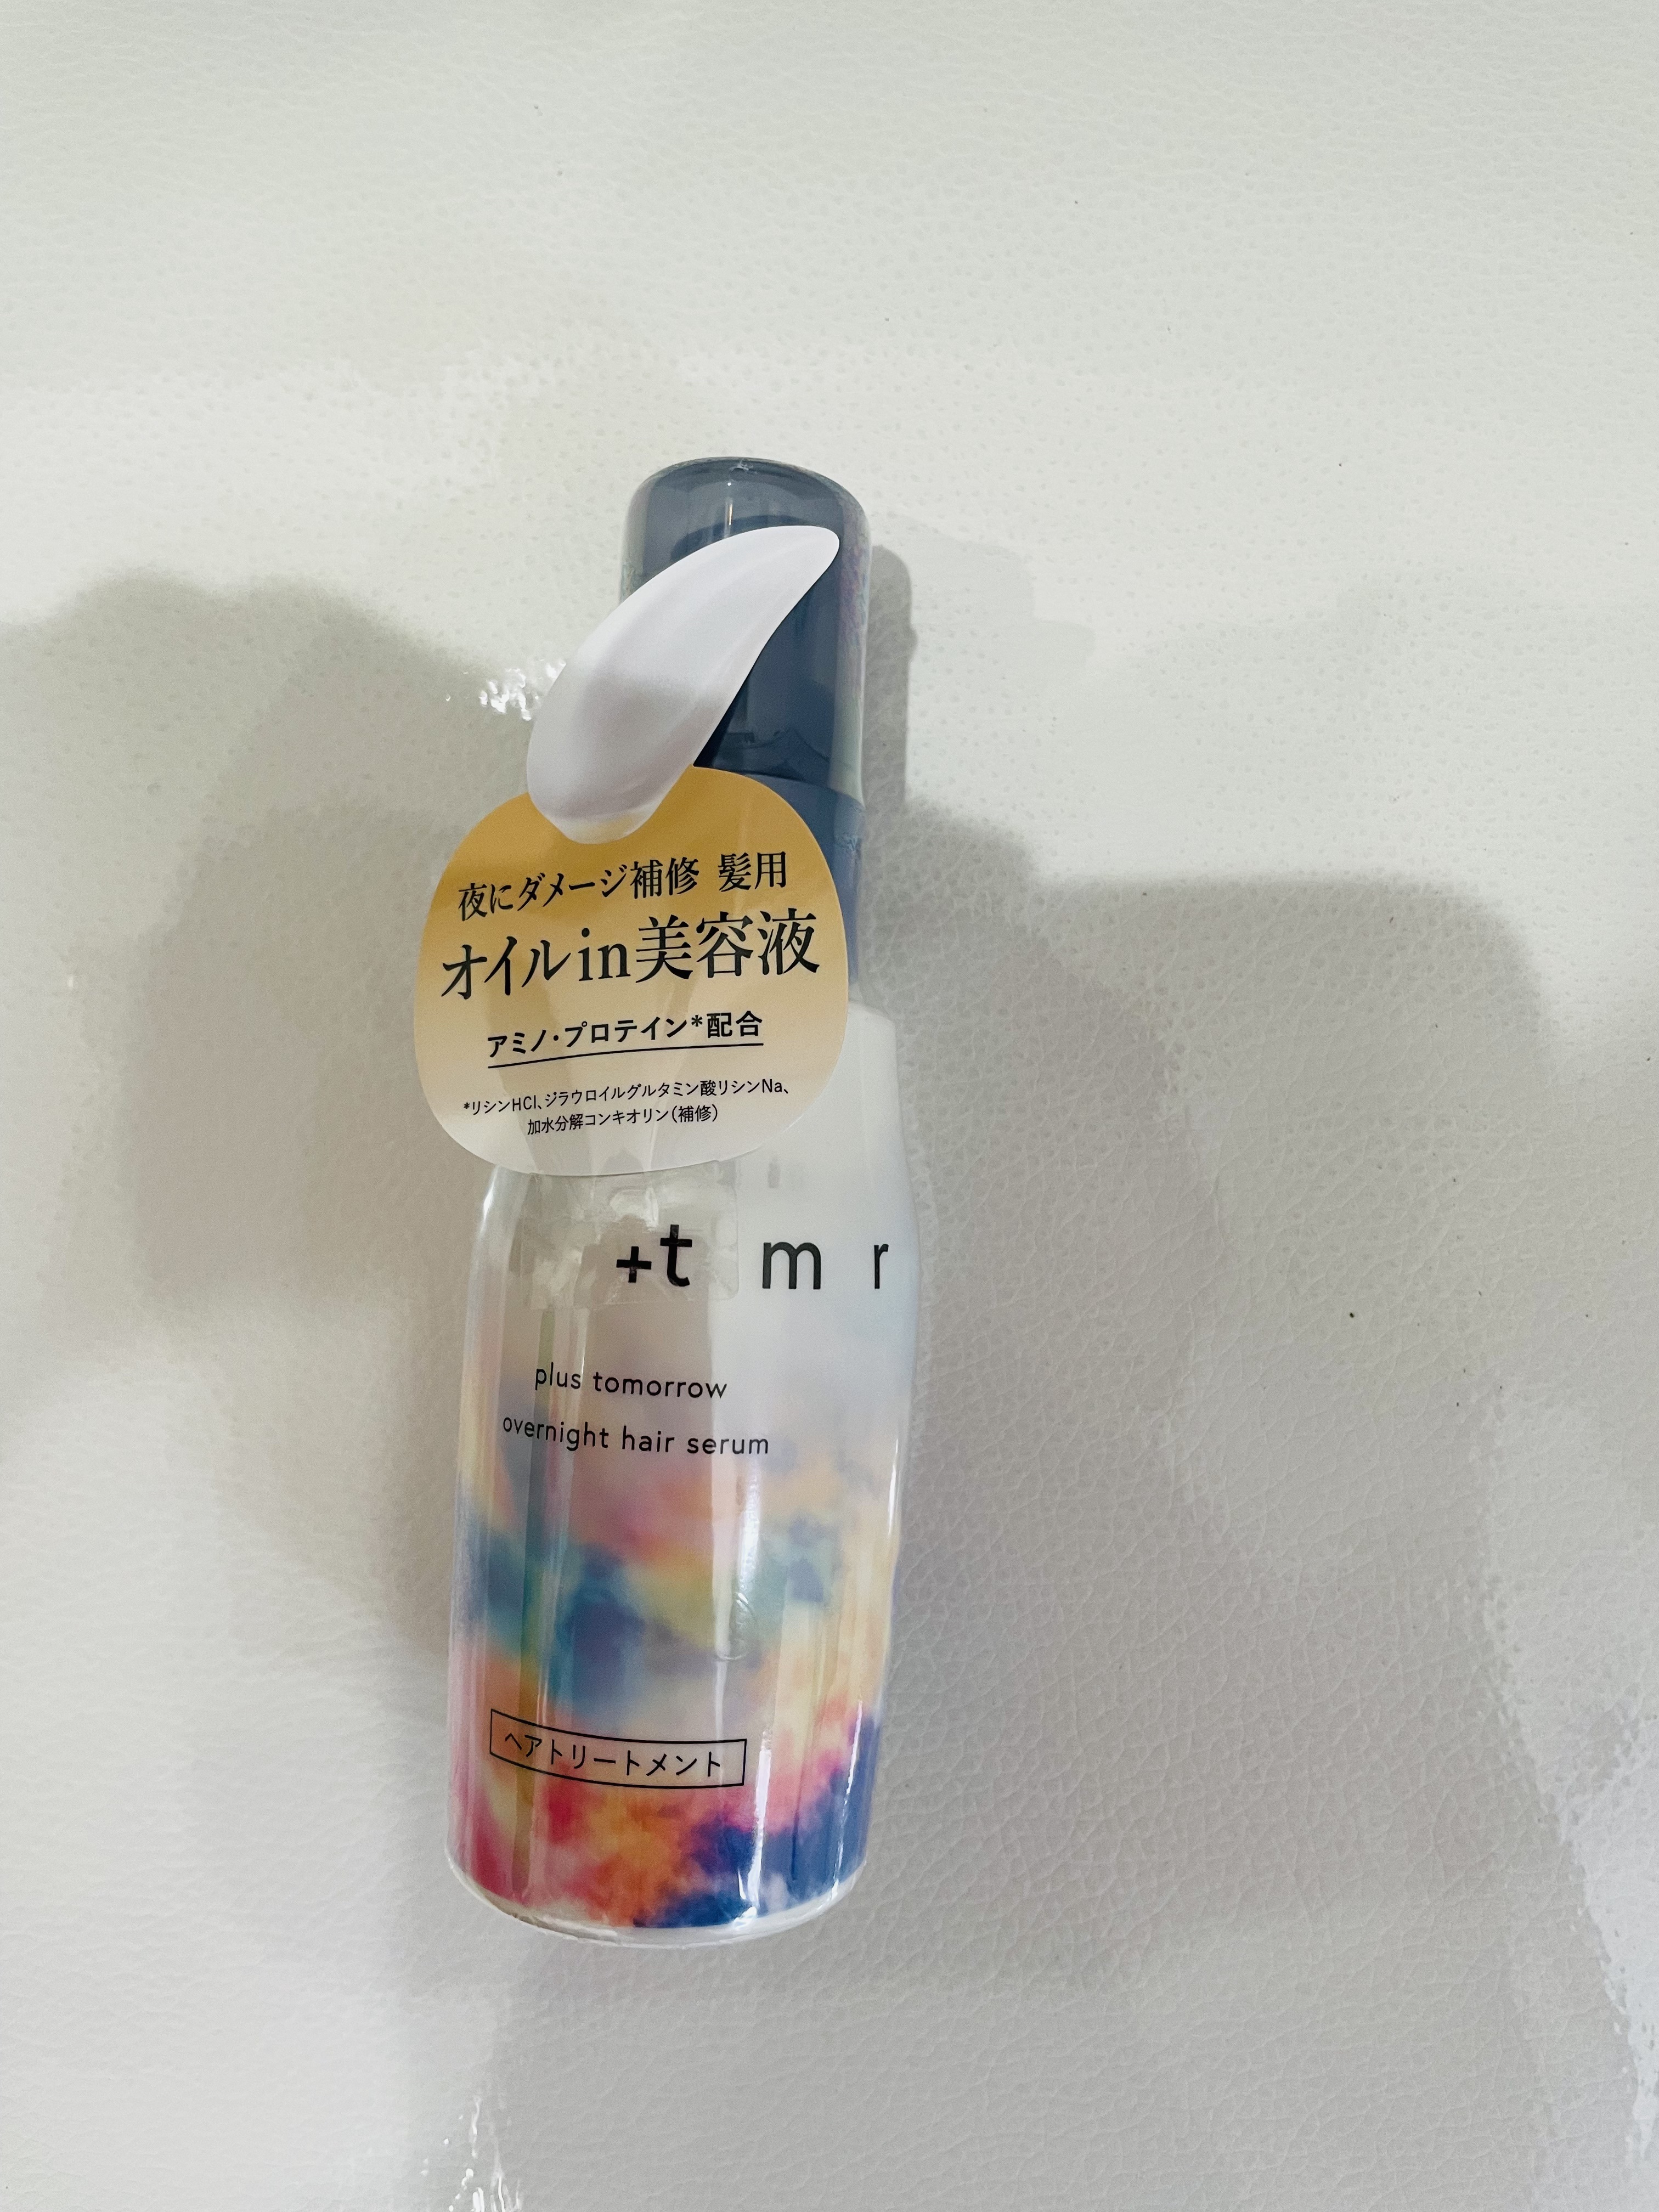 夜にダメージ補修 髪用
オイルin美容液
アミノ・プロテイン*配合
*リシンHCl、ジラウロイルグルタミン酸リシンNa、
加水分解コンキオリン(補修)
+t m r
plus tomorrow
overnight hair serum
ヘアトリートメント